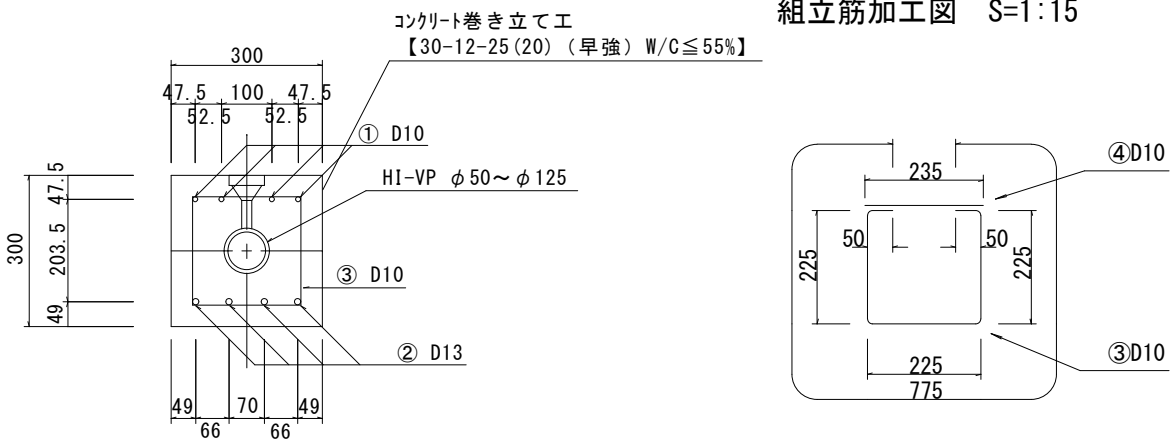 コンクリート巻き立て工
【30-12-25(20)（早強）W/C≦55%】
300
47.5 100 47.5
52.5 52.5
① D10
HI-VP φ50～φ125
47.5
300
203.5
49
③ D10
② D13
49 70 49
66 66
組立筋加工図 S=1:15
④D10
235
50 50
225 225
③D10
225
775